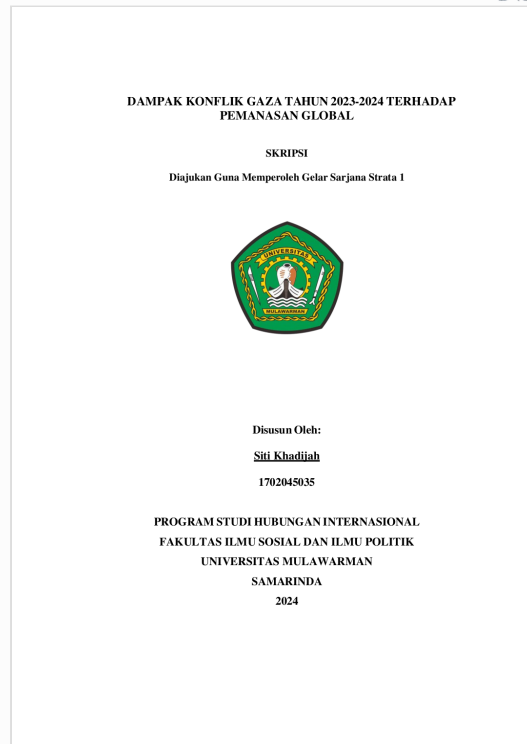 DAMPAK KONFLIK GAZA TAHUN 2023-2024 TERHADAP
PEMANASAN GLOBAL
SKRIPSI
Diajukan Guna Memperoleh Gelar Sarjana Strata 1
UNIVERSITAS
MULAWARMAN
Disusun Oleh:
Siti Khadijah
1702045035
PROGRAM STUDI HUBUNGAN INTERNASIONAL
FAKULTAS ILMU SOSIAL DAN ILMU POLITIK
UNIVERSITAS MULAWARMAN
SAMARINDA
2024